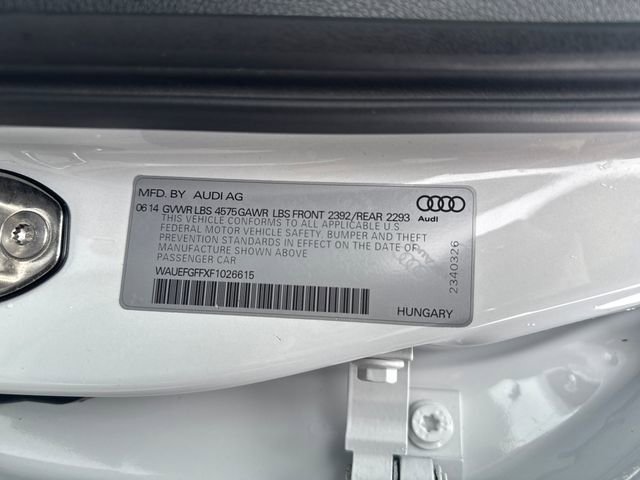 MFD. BY AUDI AG
06 14 GVWR LBS 4575 GAWR LBS FRONT 2392/REAR 2293
THIS VEHICLE CONFORMS TO ALL APPLICABLE U.S
FEDERAL MOTOR VEHICLE SAFETY, BUMPER AND THEFT
PREVENTION STANDARDS IN EFFECT ON THE DATE OF
MANUFACTURE SHOWN ABOVE
PASSENGER CAR
WAUEFGFFXF1026615
HUNGARY
Audi
2340326